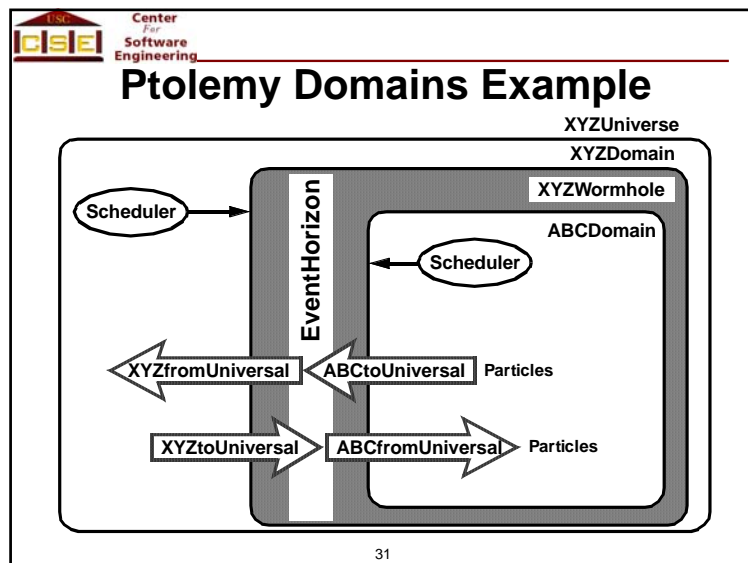 USC
CSE
Center
For
Software
Engineering
Ptolemy Domains Example
XYZUniverse
XYZDomain
XYZWormhole
ABCDomain
Scheduler
EventHorizon
Scheduler
XYZfromUniversal
ABCtoUniversal
Particles
XYZtoUniversal
ABCfromUniversal
Particles
31